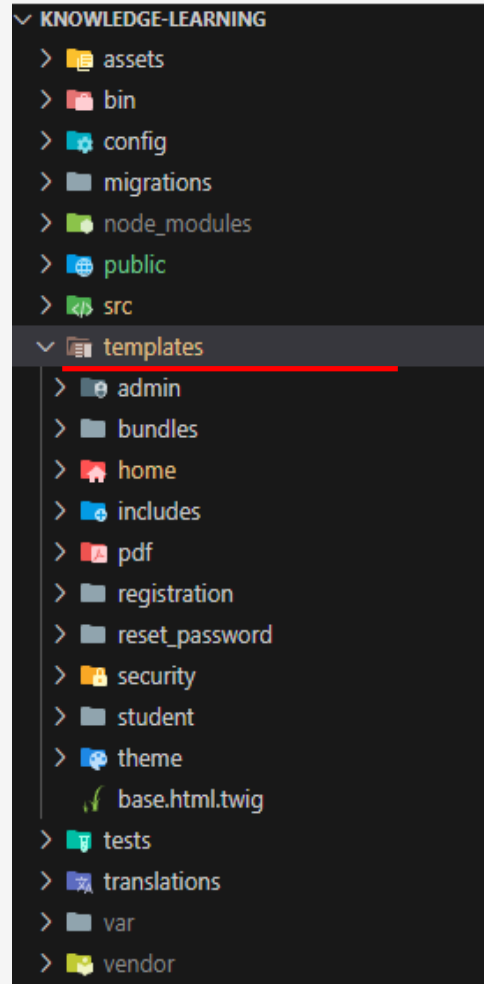 KNOWLEDGE-LEARNING
assets
bin
config
migrations
node_modules
public
src
templates
admin
bundles
home
includes
pdf
registration
reset_password
security
student
theme
base.html.twig
tests
translations
var
vendor